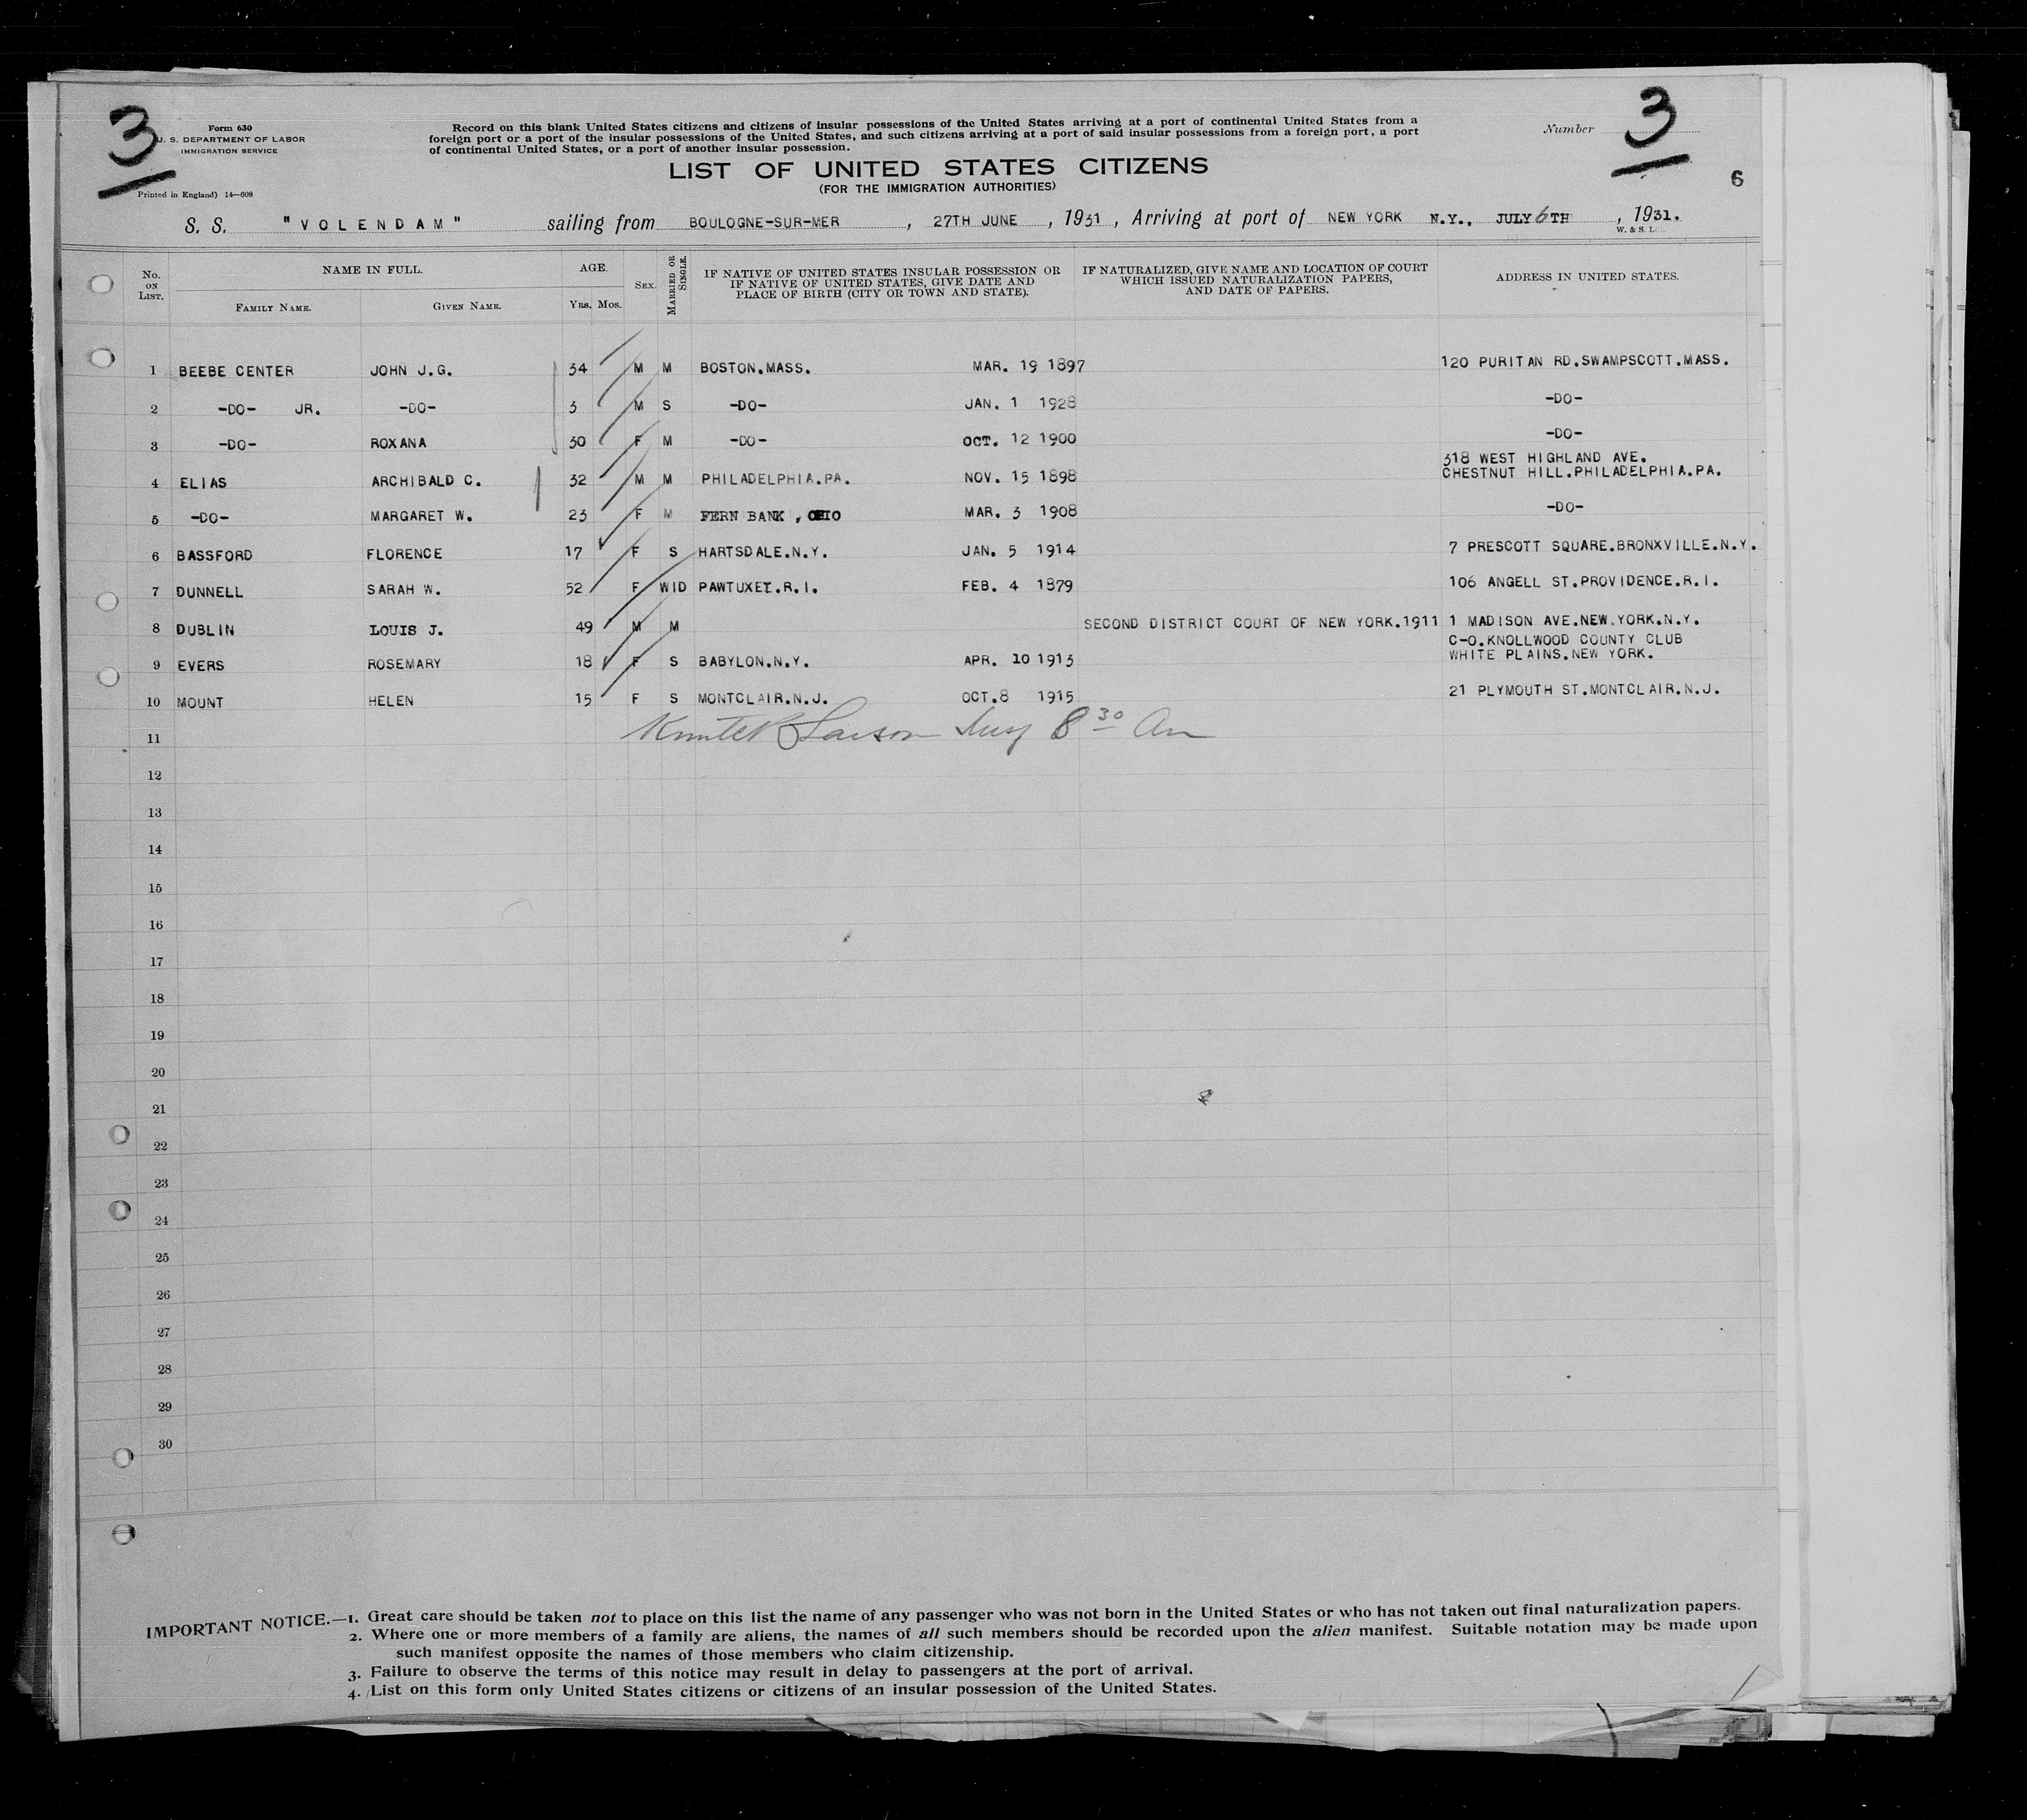 3
Form 630
U. S. DEPARTMENT OF LABOR
IMMIGRATION SERVICE
Printed in England) 14—608
Record on this blank United States citizens and citizens of insular possessions of the United States arriving at a port of continental United States from a
foreign port or a port of the insular possessions of the United States, and such citizens arriving at a port of said insular possessions from a foreign port, a port
of continental United States, or a port of another insular possession.
Number 3
LIST OF UNITED STATES CITIZENS
(FOR THE IMMIGRATION AUTHORITIES)
6
S. S. "VOLENDAM" sailing from BOULOGNE-SUR-MER , 27TH JUNE , 1931 , Arriving at port of NEW YORK N.Y., JULY 6TH , 1931.
W. & S. L
No. ON LIST. NAME IN FULL. FAMILY NAME. GIVEN NAME. AGE. Yrs. Mos. SEX. MARRIED OR SINGLE. IF NATIVE OF UNITED STATES INSULAR POSSESSION OR IF NATIVE OF UNITED STATES, GIVE DATE AND PLACE OF BIRTH (CITY OR TOWN AND STATE). IF NATURALIZED, GIVE NAME AND LOCATION OF COURT WHICH ISSUED NATURALIZATION PAPERS, AND DATE OF PAPERS. ADDRESS IN UNITED STATES.
1 BEEBE CENTER JOHN J.G. 34 M M BOSTON.MASS. MAR. 19 1897 120 PURITAN RD.SWAMPSCOTT.MASS.
2 -DO- JR. -DO- 3 M S -DO- JAN. 1 1928 -DO-
3 -DO- ROXANA 30 F M -DO- OCT. 12 1900 -DO-
318 WEST HIGHLAND AVE.
4 ELIAS ARCHIBALD C. 32 M M PHILADELPHIA.PA. NOV. 15 1898 CHESTNUT HILL.PHILADELPHIA.PA.
5 -DO- MARGARET W. 23 F M FERN BANK , OHIO MAR. 3 1908 -DO-
6 BASSFORD FLORENCE 17 F S HARTSDALE.N.Y. JAN. 5 1914 7 PRESCOTT SQUARE.BRONXVILLE.N.Y.
7 DUNNELL SARAH W. 52 F WID PAWTUXET.R.I. FEB. 4 1879 106 ANGELL ST.PROVIDENCE.R.I.
8 DUBLIN LOUIS J. 49 M M SECOND DISTRICT COURT OF NEW YORK.1911 1 MADISON AVE.NEW.YORK.N.Y.
C-O.KNOLLWOOD COUNTY CLUB
9 EVERS ROSEMARY 18 F S BABYLON.N.Y. APR. 10 1913 WHITE PLAINS.NEW YORK.
10 MOUNT HELEN 15 F S MONTCLAIR.N.J. OCT.8 1915 21 PLYMOUTH ST.MONTCLAIR.N.J.
11 Larson Insp 8 30 Am
12
13
14
15
16
17
18
19
20
21
22
23
24
25
26
27
28
29
30
IMPORTANT NOTICE.—1. Great care should be taken not to place on this list the name of any passenger who was not born in the United States or who has not taken out final naturalization papers.
2. Where one or more members of a family are aliens, the names of all such members should be recorded upon the alien manifest. Suitable notation may be made upon
such manifest opposite the names of those members who claim citizenship.
3. Failure to observe the terms of this notice may result in delay to passengers at the port of arrival.
4. List on this form only United States citizens or citizens of an insular possession of the United States.